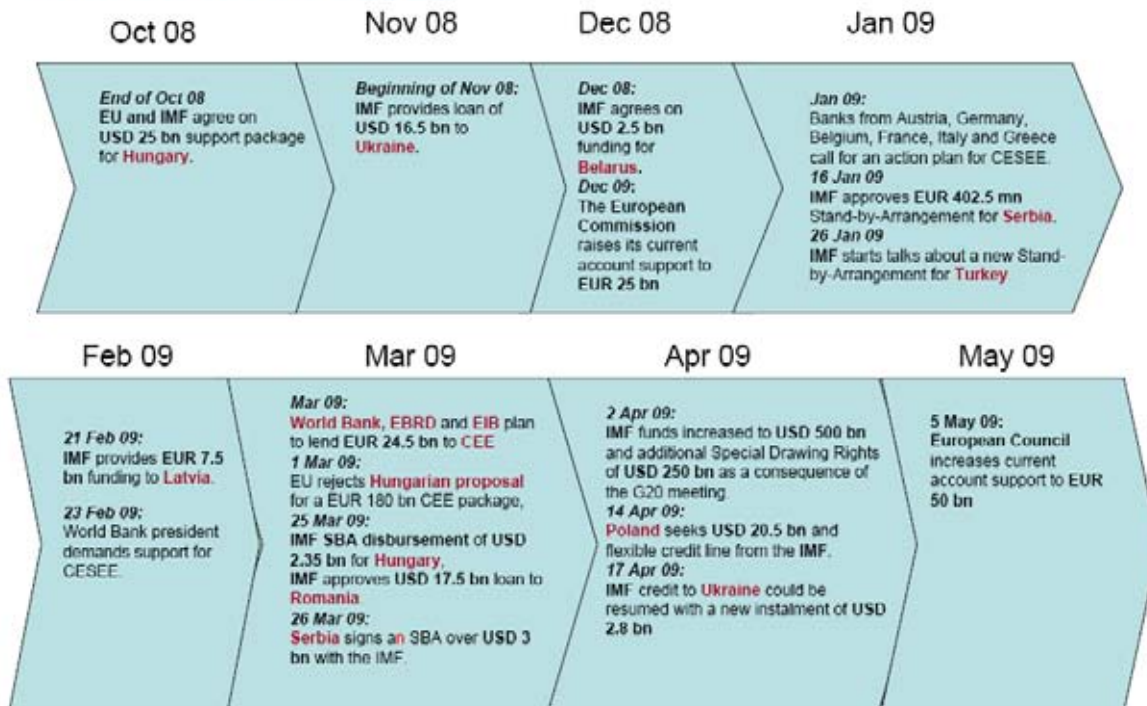 Oct 08
Nov 08
Dec 08
Jan 09
End of Oct 08
EU and IMF agree on
USD 25 bn support package
for Hungary.
Beginning of Nov 08:
IMF provides loan of
USD 16.5 bn to
Ukraine.
Dec 08:
IMF agrees on
USD 2.5 bn
funding for
Belarus.
Dec 09:
The European
Commission
raises its current
account support to
EUR 25 bn
Jan 09:
Banks from Austria, Germany,
Belgium, France, Italy and Greece
call for an action plan for CESEE.
16 Jan 09
IMF approves EUR 402.5 mn
Stand-by-Arrangement for Serbia.
26 Jan 09
IMF starts talks about a new Stand-
by-Arrangement for Turkey
Feb 09
Mar 09
Apr 09
May 09
21 Feb 09:
IMF provides EUR 7.5
bn funding to Latvia.
23 Feb 09:
World Bank president
demands support for
CESEE.
Mar 09:
World Bank, EBRD and EIB plan
to lend EUR 24.5 bn to CEE
1 Mar 09:
EU rejects Hungarian proposal
for a EUR 180 bn CEE package,
25 Mar 09:
IMF SBA disbursement of USD
2.35 bn for Hungary,
IMF approves USD 17.5 bn loan to
Romania
26 Mar 09:
Serbia signs an SBA over USD 3
bn with the IMF.
2 Apr 09:
IMF funds increased to USD 500 bn
and additional Special Drawing Rights
of USD 250 bn as a consequence of
the G20 meeting.
14 Apr 09:
Poland seeks USD 20.5 bn and
flexible credit line from the IMF.
17 Apr 09:
IMF credit to Ukraine could be
resumed with a new instalment of USD
2.8 bn
5 May 09:
European Council
increases current
account support to EUR
50 bn